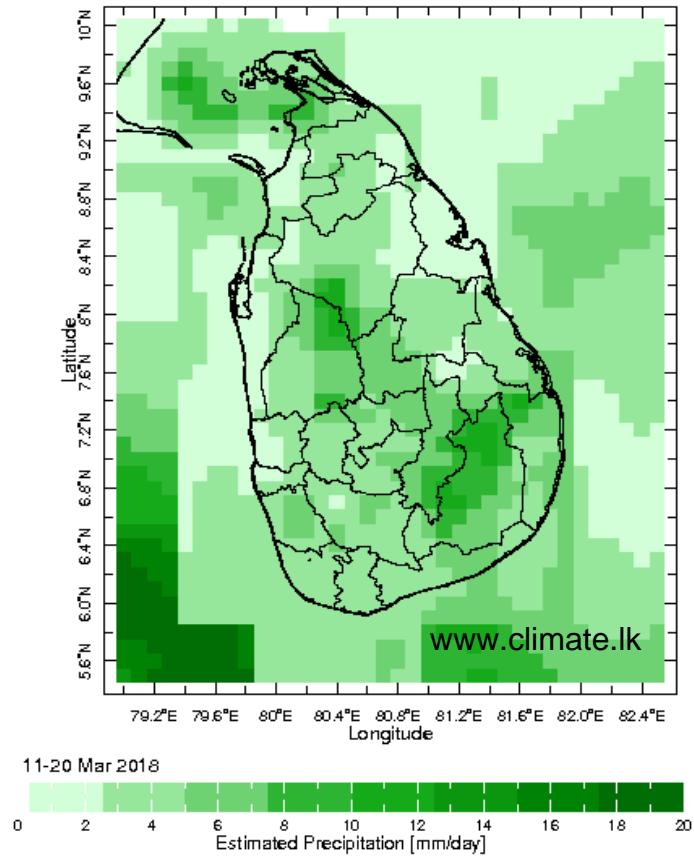 10°N
9.6°N
9.2°N
8.8°N
8.4°N
8°N
7.6°N
7.2°N
6.8°N
6.4°N
6.0°N
5.6°N
Latitude
www.climate.lk
79.2°E 79.6°E 80°E 80.4°E 80.8°E 81.2°E 81.6°E 82.0°E 82.4°E
Longitude
11-20 Mar 2018
0 2 4 6 8 10 12 14 16 18 20
Estimated Precipitation [mm/day]